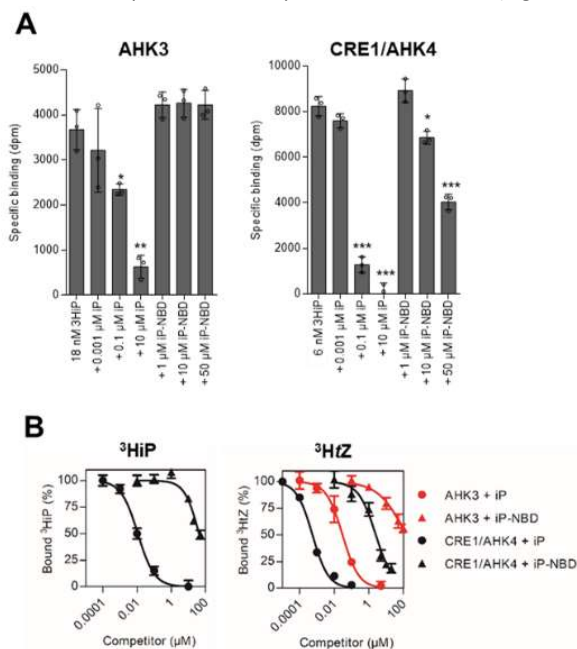 A
AHK3
CRE1/AHK4
Specific binding (dpm)
5000
4000
3000
2000
1000
0
*
**
18 nM 3HiP
+ 0.001 µM iP
+ 0.1 µM iP
+ 10 µM iP
+ 1 µM iP-NBD
+ 10 µM iP-NBD
+ 50 µM iP-NBD
Specific binding (dpm)
10000
8000
6000
4000
2000
0
***
***
*
***
6 nM 3HiP
+ 0.001 µM iP
+ 0.1 µM iP
+ 10 µM iP
+ 1 µM iP-NBD
+ 10 µM iP-NBD
+ 50 µM iP-NBD
B
³HiP
³HtZ
Bound ³HiP (%)
100
75
50
25
0
0.0001 0.01 1 100
Competitor (µM)
Bound ³HtZ (%)
100
75
50
25
0
0.0001 0.01 1 100
Competitor (µM)
AHK3 + iP
AHK3 + iP-NBD
CRE1/AHK4 + iP
CRE1/AHK4 + iP-NBD